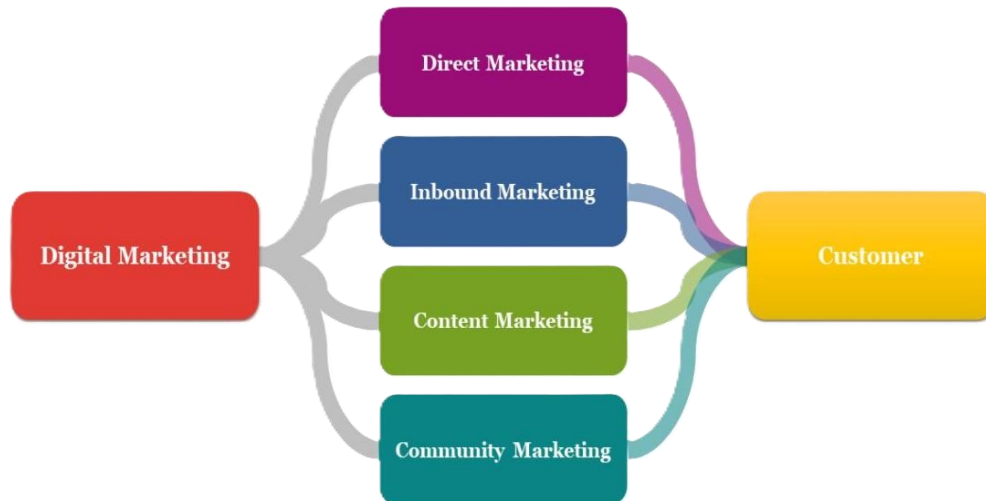 Digital Marketing
Direct Marketing
Inbound Marketing
Content Marketing
Community Marketing
Customer